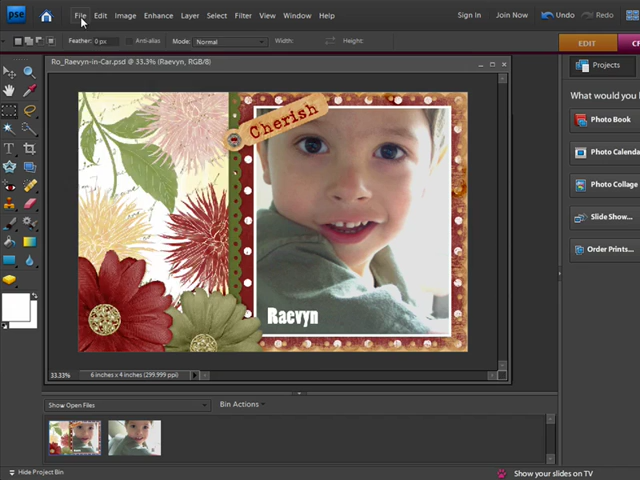 pse File Edit Image Enhance Layer Select Filter View Window Help Sign In Join Now Undo Redo
Feather: 0 px Anti-alias Mode: Normal Width: Height: EDIT
Ro_Raevyn-in-Car.psd @ 33.3% (Raevyn, RGB/8)
Projects
What would you l
Photo Book
Photo Calenda
Photo Collage
Slide Show...
Order Prints...
Cherish
Raevyn
33.33% 6 inches x 4 inches (299.999 ppi)
Show Open Files Bin Actions
Hide Project Bin Show your slides on TV